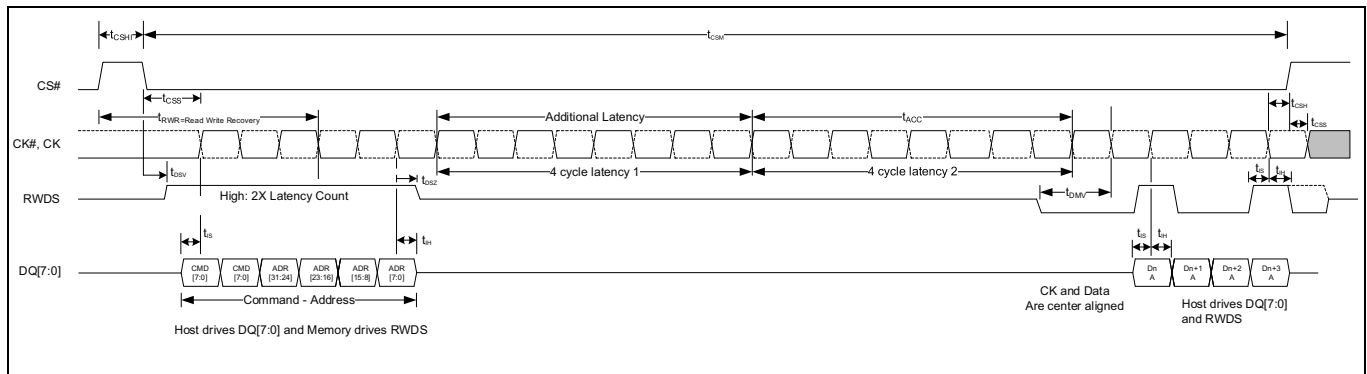 tCSHI
tCSM
CS#
tCSS
tCSH
tRWR=Read Write Recovery
Additional Latency
tACC
tCSS
CK#, CK
tDSV
tDSZ
4 cycle latency 1
4 cycle latency 2
tIS
tIH
High: 2X Latency Count
tDMV
RWDS
tIS
tIH
tIS
tIH
DQ[7:0]
CMD
[7:0]
CMD
[7:0]
ADR
[31:24]
ADR
[23:16]
ADR
[15:8]
ADR
[7:0]
Dn
A
Dn+1
A
Dn+2
A
Dn+3
A
Command - Address
CK and Data
Are center aligned
Host drives DQ[7:0]
and RWDS
Host drives DQ[7:0] and Memory drives RWDS